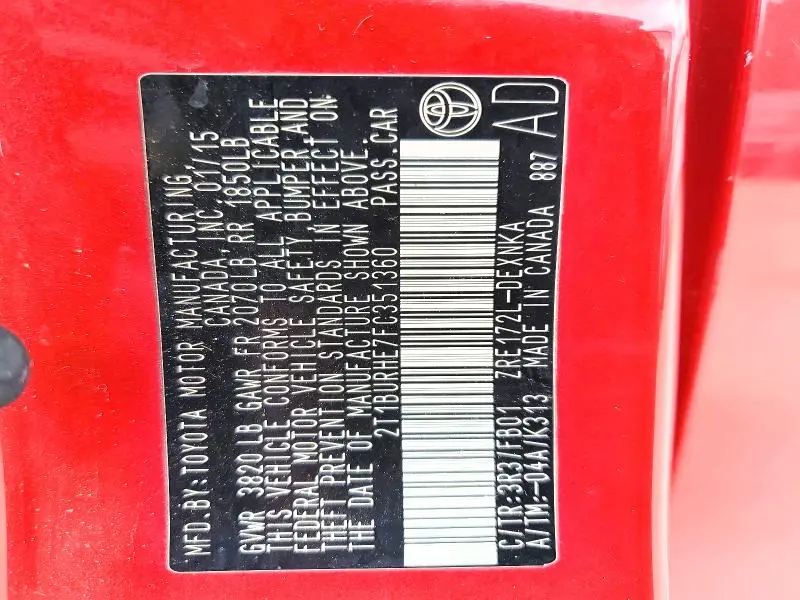 MFD. BY: TOYOTA MOTOR MANUFACTURING,
CANADA, INC. 01/15
GVWR 3820 LB GAWR FR 2070LB RR 1850LB
THIS VEHICLE CONFORMS TO ALL APPLICABLE
FEDERAL MOTOR VEHICLE SAFETY, BUMPER, AND
THEFT PREVENTION STANDARDS IN EFFECT ON
THE DATE OF MANUFACTURE SHOWN ABOVE.
2T1BURHE7FC351360 PASS. CAR
C/TR:3R3/FB01 ZRE172L-DEXNKA
A/TM:-04A/K313 MADE IN CANADA 887
AD